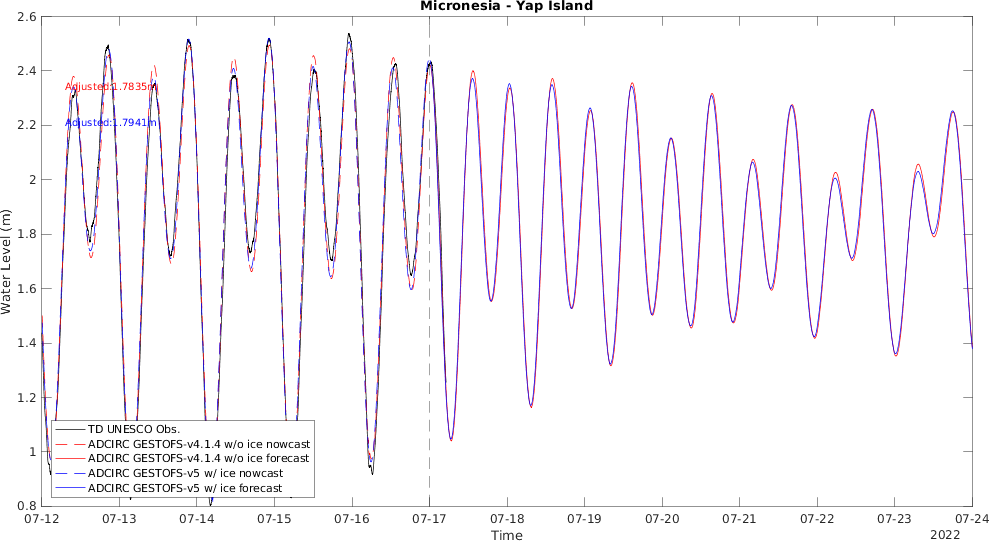 Micronesia - Yap Island
2.6
2.4
2.2
2
1.8
1.6
1.4
1.2
1
0.8
Water Level (m)
Adjusted:1.7835m
Adjusted:1.7941m
TD UNESCO Obs.
ADCIRC GESTOFS-v4.1.4 w/o ice nowcast
ADCIRC GESTOFS-v4.1.4 w/o ice forecast
ADCIRC GESTOFS-v5 w/ ice nowcast
ADCIRC GESTOFS-v5 w/ ice forecast
07-12 07-13 07-14 07-15 07-16 07-17 07-18 07-19 07-20 07-21 07-22 07-23 07-24
Time
2022